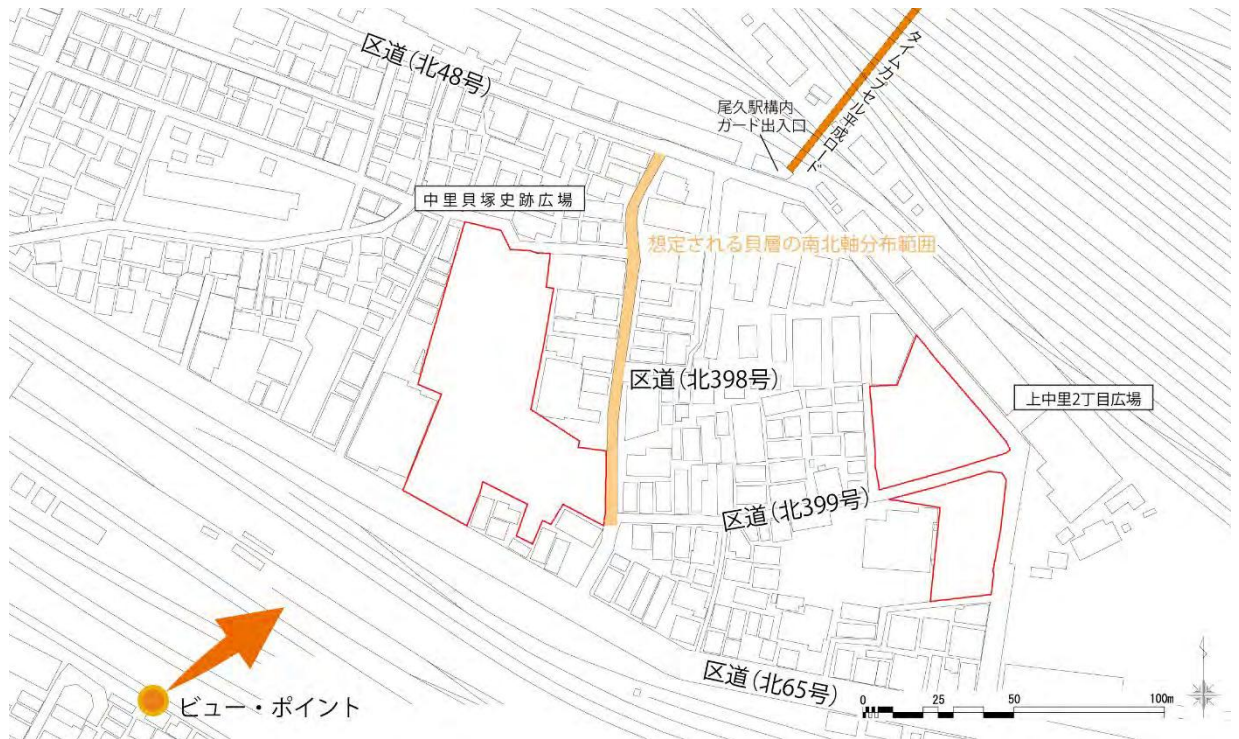 区道(北48号)
タイムカプセル平成ロード
尾久駅構内
ガード出入口
中里貝塚史跡広場
想定される貝層の南北軸分布範囲
区道(北398号)
上中里2丁目広場
区道(北399号)
区道(北65号)
ビュー・ポイント
0 25 50 100m